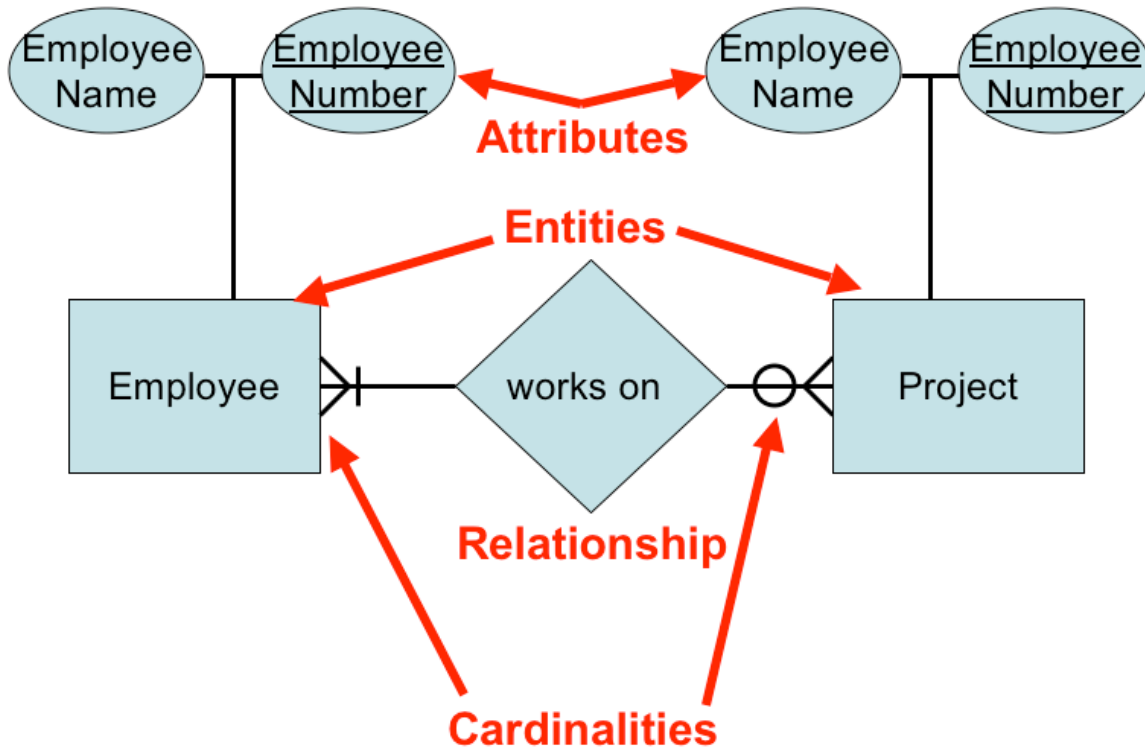 Employee
Name
Employee
Number
Employee
Name
Employee
Number
Attributes
Entities
Employee
works on
Project
Relationship
Cardinalities